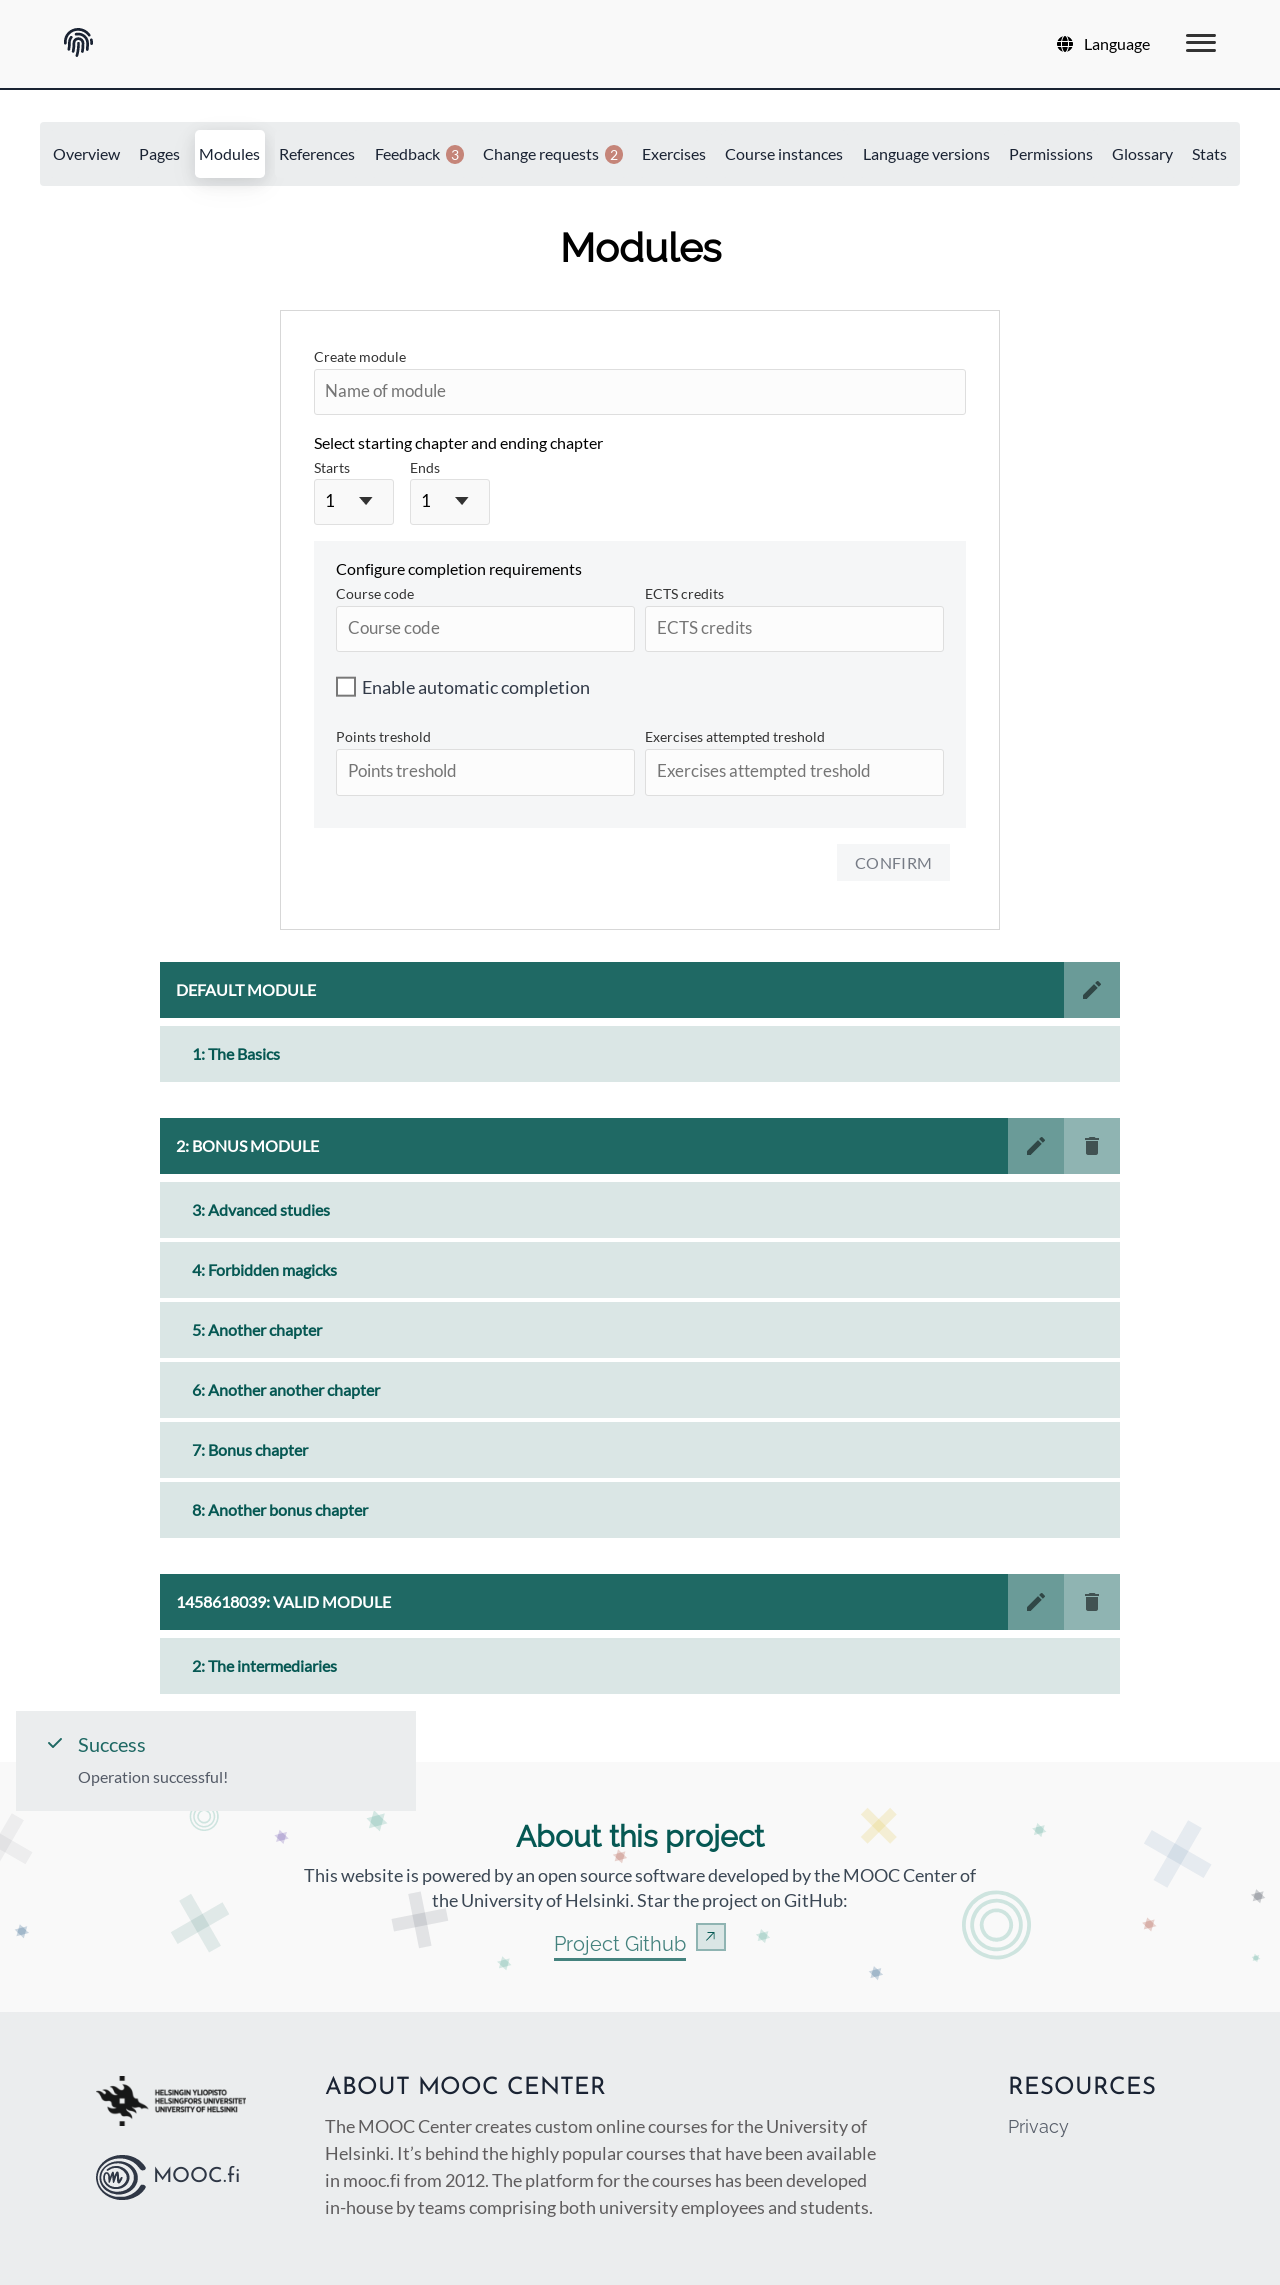 Language
Overview Pages Modules References Feedback 3 Change requests 2 Exercises Course instances Language versions Permissions Glossary Stats
Modules
Create module
Name of module
Select starting chapter and ending chapter
Starts Ends
1 1
Configure completion requirements
Course code ECTS credits
Course code ECTS credits
Enable automatic completion
Points treshold Exercises attempted treshold
Points treshold Exercises attempted treshold
CONFIRM
DEFAULT MODULE
1: The Basics
2: BONUS MODULE
3: Advanced studies
4: Forbidden magicks
5: Another chapter
6: Another another chapter
7: Bonus chapter
8: Another bonus chapter
1458618039: VALID MODULE
2: The intermediaries
Success
Operation successful!
About this project
This website is powered by an open source software developed by the MOOC Center of
the University of Helsinki. Star the project on GitHub:
Project Github
HELSINGIN YLIOPISTO
HELSINGFORS UNIVERSITET
UNIVERSITY OF HELSINKI
MOOC.fi
ABOUT MOOC CENTER
The MOOC Center creates custom online courses for the University of
Helsinki. It’s behind the highly popular courses that have been available
in mooc.fi from 2012. The platform for the courses has been developed
in-house by teams comprising both university employees and students.
RESOURCES
Privacy